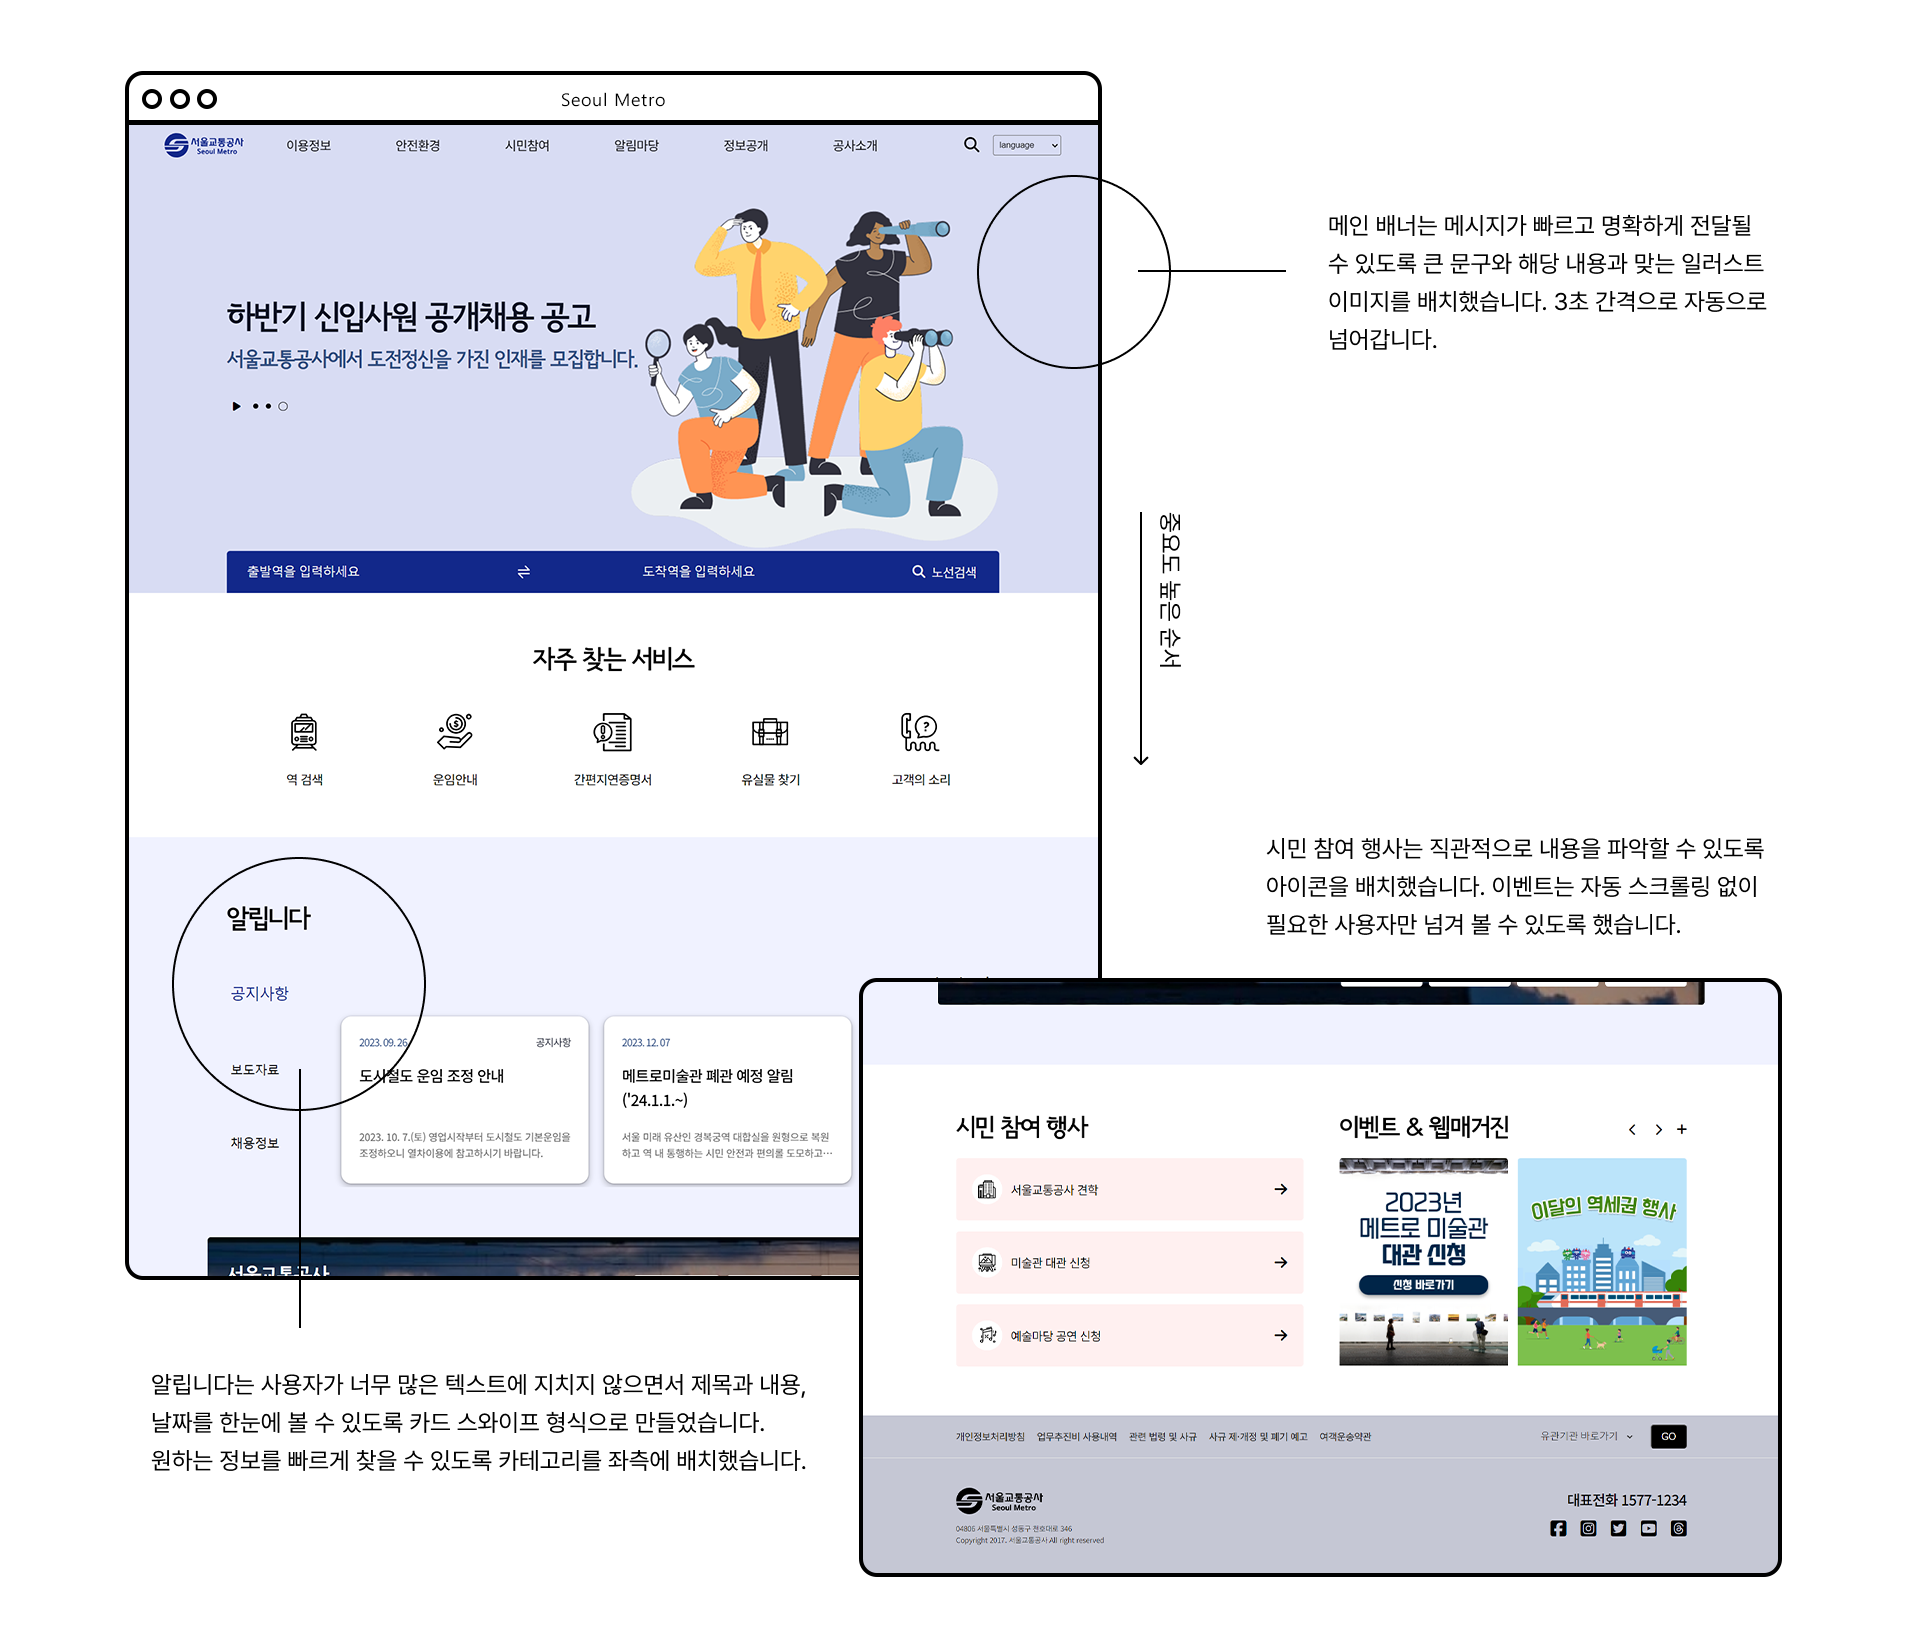 Seoul Metro
서울교통공사
Seoul Metro
이용정보
안전환경
시민참여
알림마당
정보공개
공사소개
language
하반기 신입사원 공개채용 공고
서울교통공사에서 도전정신을 가진 인재를 모집합니다.
출발역을 입력하세요
도착역을 입력하세요
노선검색
메인 배너는 메시지가 빠르고 명확하게 전달될
수 있도록 큰 문구와 해당 내용과 맞는 일러스트
이미지를 배치했습니다. 3초 간격으로 자동으로
넘어갑니다.
중요도 높은 순서
자주 찾는 서비스
역 검색
운임안내
간편지연증명서
유실물 찾기
고객의 소리
알립니다
공지사항
보도자료
채용정보
2023. 09. 26
공지사항
도시철도 운임 조정 안내
2023. 10. 7.(토) 영업시작부터 도시철도 기본운임을
조정하오니 열차이용에 참고하시기 바랍니다.
2023. 12. 07
메트로미술관 폐관 예정 알림
('24.1.1.~)
서울 미래 유산인 경복궁역 대합실을 원형으로 복원
하고 역 내 통행하는 시민 안전과 편의를 도모하고…
서울교통공사
시민 참여 행사는 직관적으로 내용을 파악할 수 있도록
아이콘을 배치했습니다. 이벤트는 자동 스크롤링 없이
필요한 사용자만 넘겨 볼 수 있도록 했습니다.
시민 참여 행사
서울교통공사 견학
미술관 대관 신청
예술마당 공연 신청
이벤트 & 웹매거진
2023년
메트로 미술관
대관 신청
신청 바로가기
이달의 역세권 행사
개인정보처리방침 업무추진비 사용내역 관련 법령 및 사규 사규 제·개정 및 폐기 예고 여객운송약관
유관기관 바로가기
GO
서울교통공사
Seoul Metro
04806 서울특별시 성동구 천호대로 346
Copyright 2017. 서울교통공사 All right reserved
대표전화 1577-1234
알립니다는 사용자가 너무 많은 텍스트에 지치지 않으면서 제목과 내용,
날짜를 한눈에 볼 수 있도록 카드 스와이프 형식으로 만들었습니다.
원하는 정보를 빠르게 찾을 수 있도록 카테고리를 좌측에 배치했습니다.